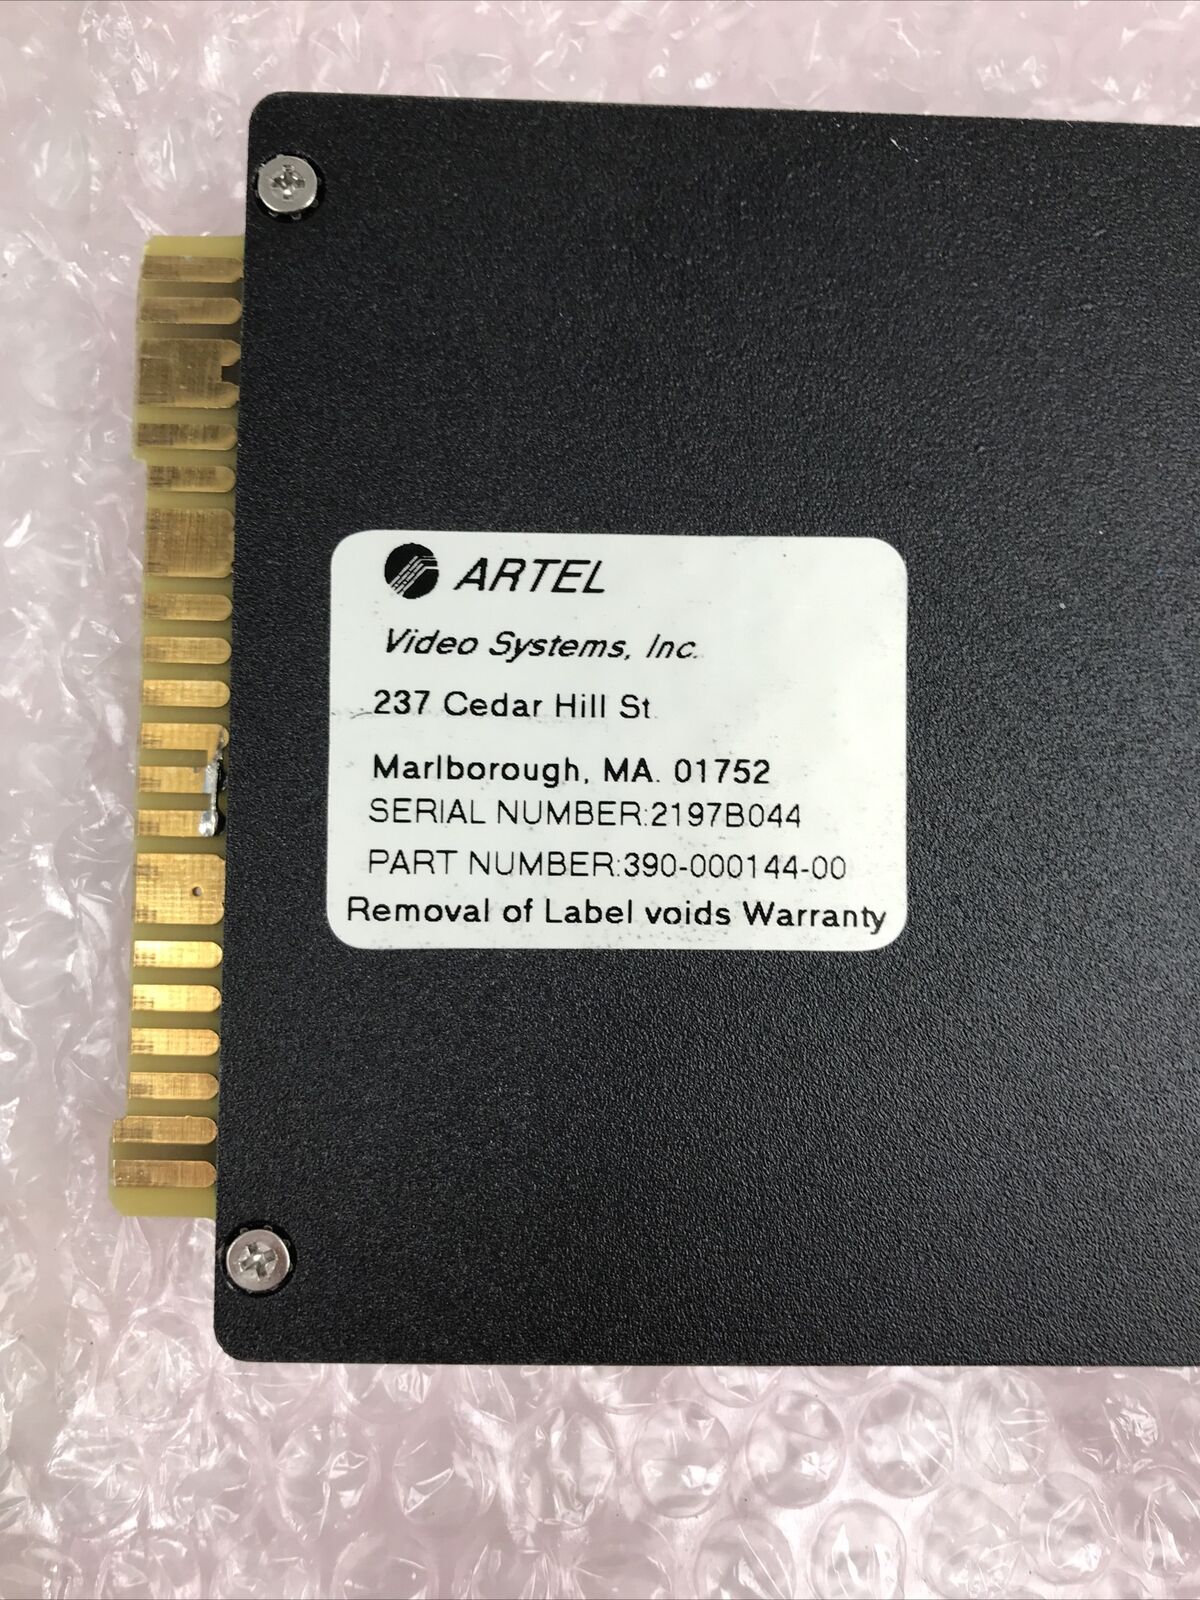 ARTEL
Video Systems, Inc.
237 Cedar Hill St.
Marlborough, MA. 01752
SERIAL NUMBER:2197B044
PART NUMBER:390-000144-00
Removal of Label voids Warranty